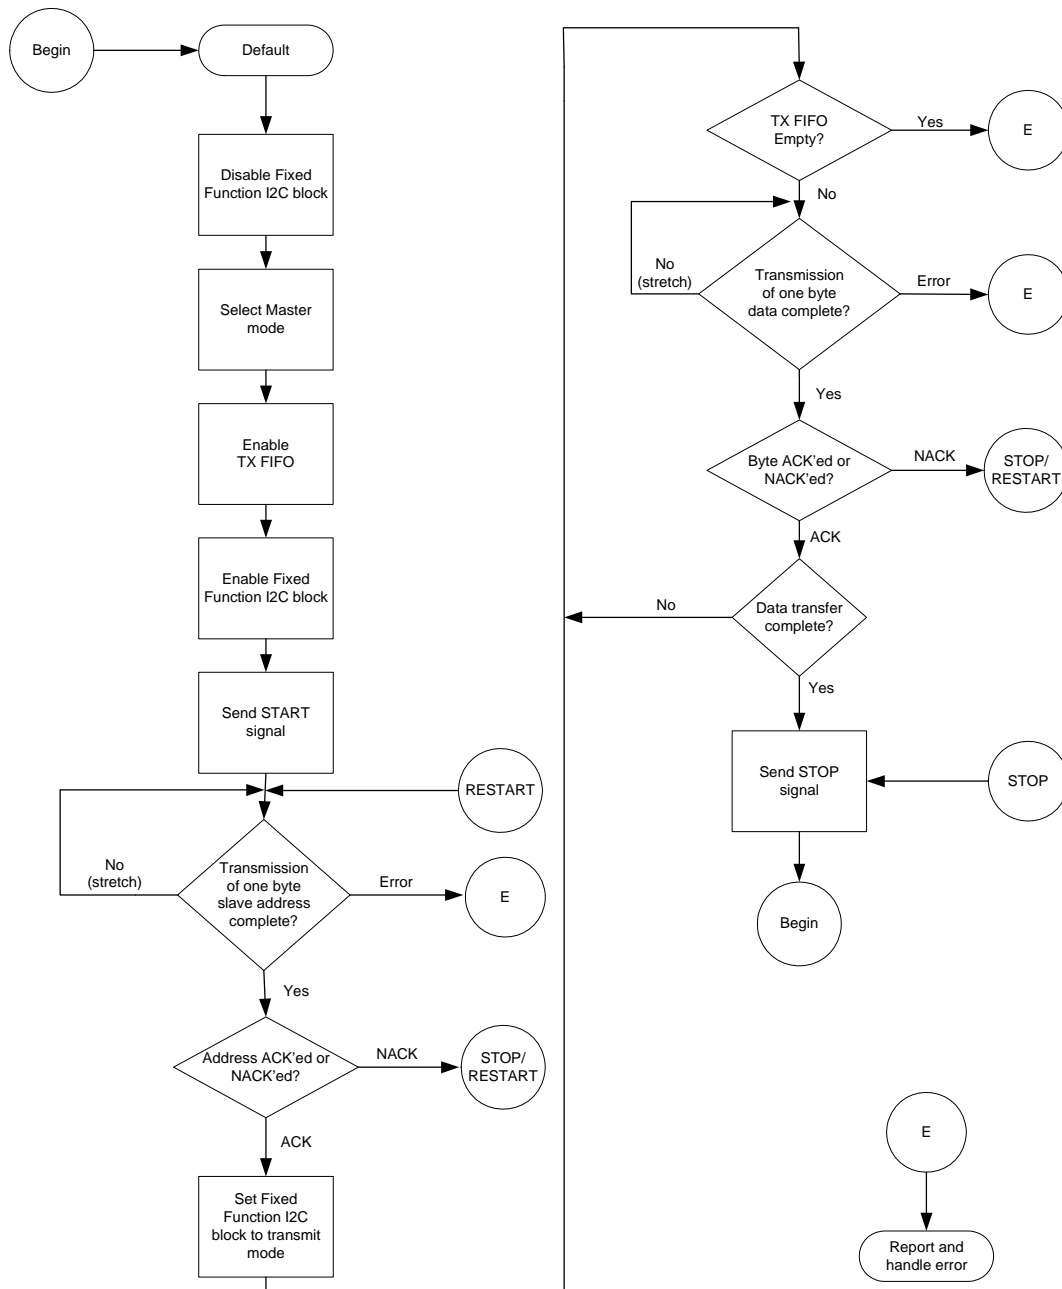 Begin
Default
Disable Fixed
Function I2C block
Select Master
mode
Enable
TX FIFO
Enable Fixed
Function I2C block
Send START
signal
RESTART
No
(stretch)
Transmission
of one byte
slave address
complete?
Error
E
Yes
Address ACK'ed or
NACK'ed?
NACK
STOP/
RESTART
ACK
Set Fixed
Function I2C
block to transmit
mode
TX FIFO
Empty?
Yes
E
No
No
(stretch)
Transmission
of one byte
data complete?
Error
E
Yes
Byte ACK'ed or
NACK'ed?
NACK
STOP/
RESTART
ACK
No
Data transfer
complete?
Yes
Send STOP
signal
STOP
Begin
E
Report and
handle error